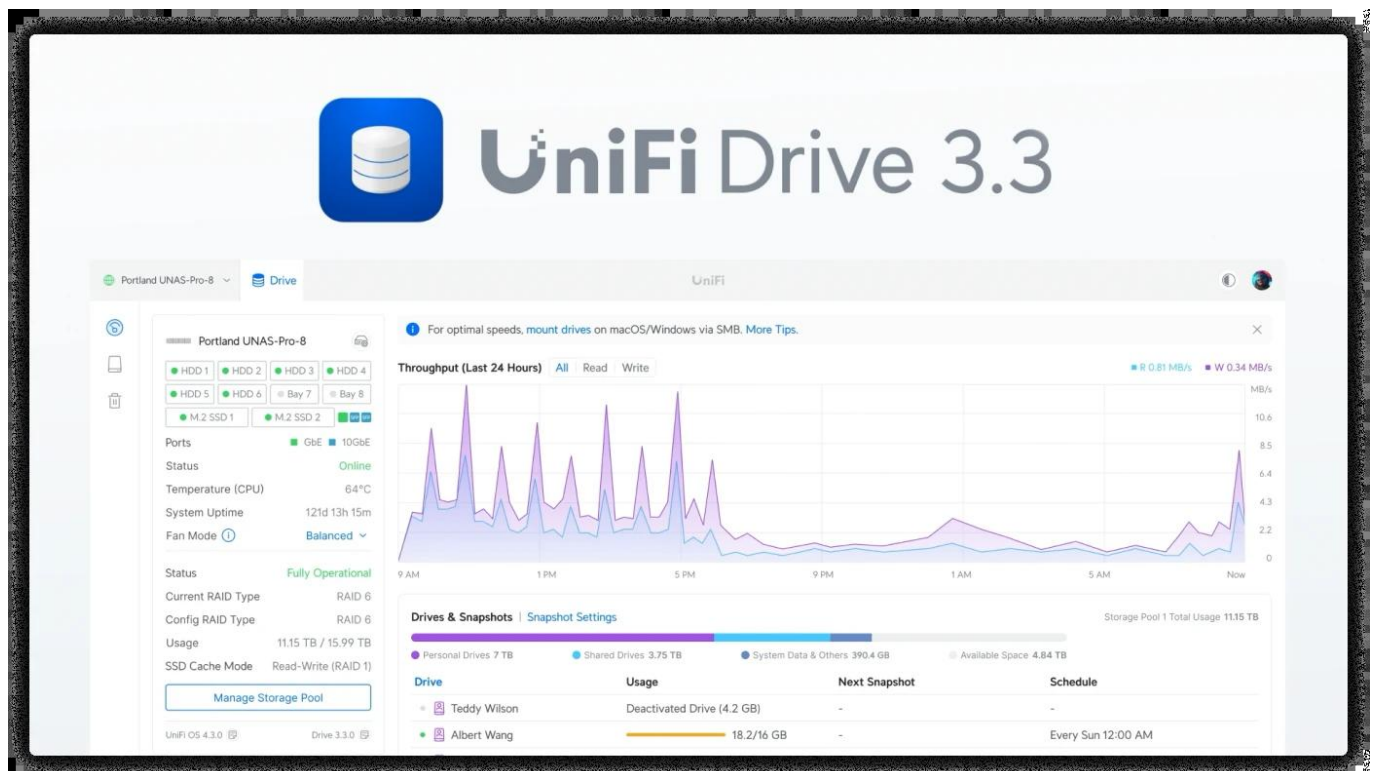 UniFi Drive 3.3
Portland UNAS-Pro-8 Drive UniFi
Portland UNAS-Pro-8
HDD 1 HDD 2 HDD 3 HDD 4
HDD 5 HDD 6 Bay 7 Bay 8
M.2 SSD 1 M.2 SSD 2
Ports GbE 10GbE
Status Online
Temperature (CPU) 64°C
System Uptime 121d 13h 15m
Fan Mode Balanced
Status Fully Operational
Current RAID Type RAID 6
Config RAID Type RAID 6
Usage 11.15 TB / 15.99 TB
SSD Cache Mode Read-Write (RAID 1)
Manage Storage Pool
UniFi OS 4.3.0 Drive 3.3.0
For optimal speeds, mount drives on macOS/Windows via SMB. More Tips.
Throughput (Last 24 Hours) All Read Write R 0.81 MB/s W 0.34 MB/s
MB/s
10.6
8.5
6.4
4.3
2.2
0
9 AM 1 PM 5 PM 9 PM 1 AM 5 AM Now
Drives & Snapshots | Snapshot Settings Storage Pool 1 Total Usage 11.15 TB
Personal Drives 7 TB Shared Drives 3.75 TB System Data & Others 390.4 GB Available Space 4.84 TB
Drive Usage Next Snapshot Schedule
Teddy Wilson Deactivated Drive (4.2 GB) - -
Albert Wang 18.2/16 GB - Every Sun 12:00 AM